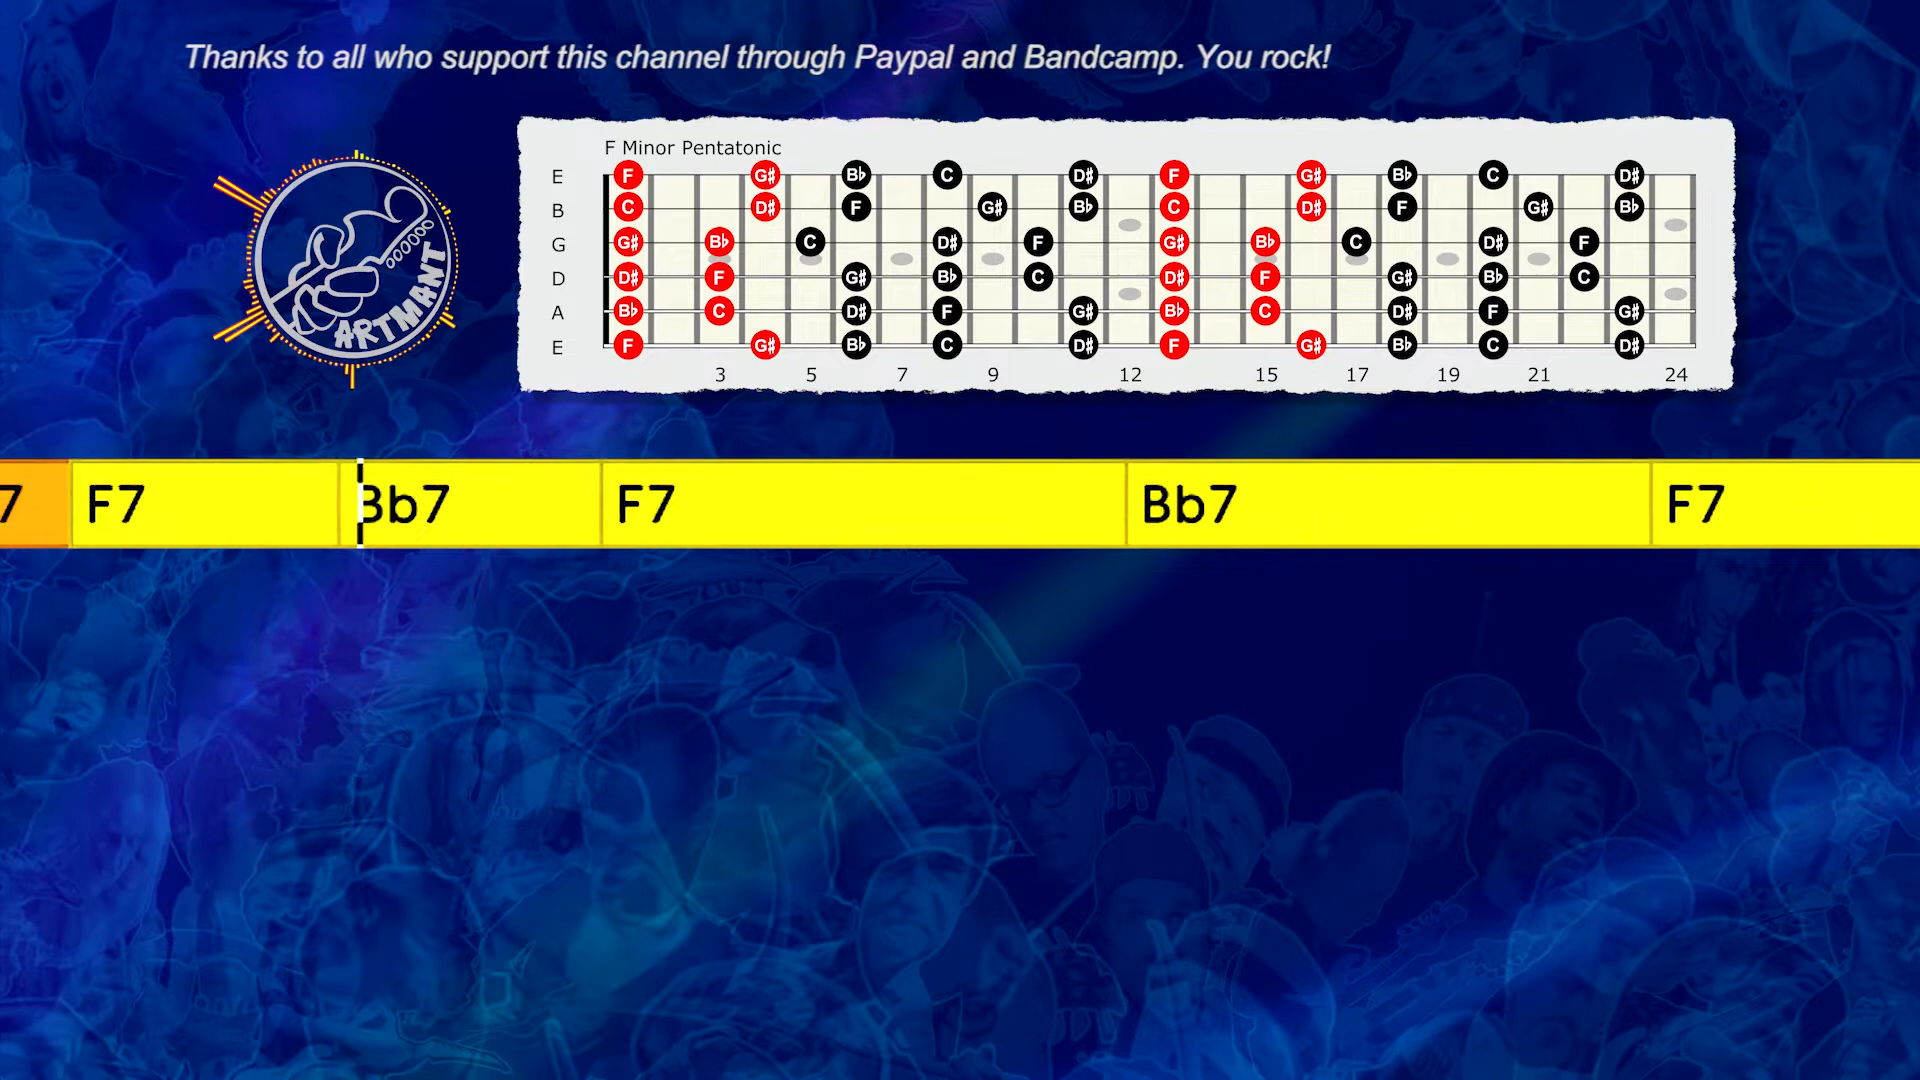 Thanks to all who support this channel through Paypal and Bandcamp. You rock!
ARTMANT
F Minor Pentatonic
E F G# B♭ C D# F G# B♭ C D#
B C D# F G# B♭ C D# F G# B♭
G G# B♭ C D# F G# B♭ C D# F
D D# F G# B♭ C D# F G# B♭ C
A B♭ C D# F G# B♭ C D# F G#
E F G# B♭ C D# F G# B♭ C D#
3 5 7 9 12 15 17 19 21 24
7 F7 Bb7 F7 Bb7 F7